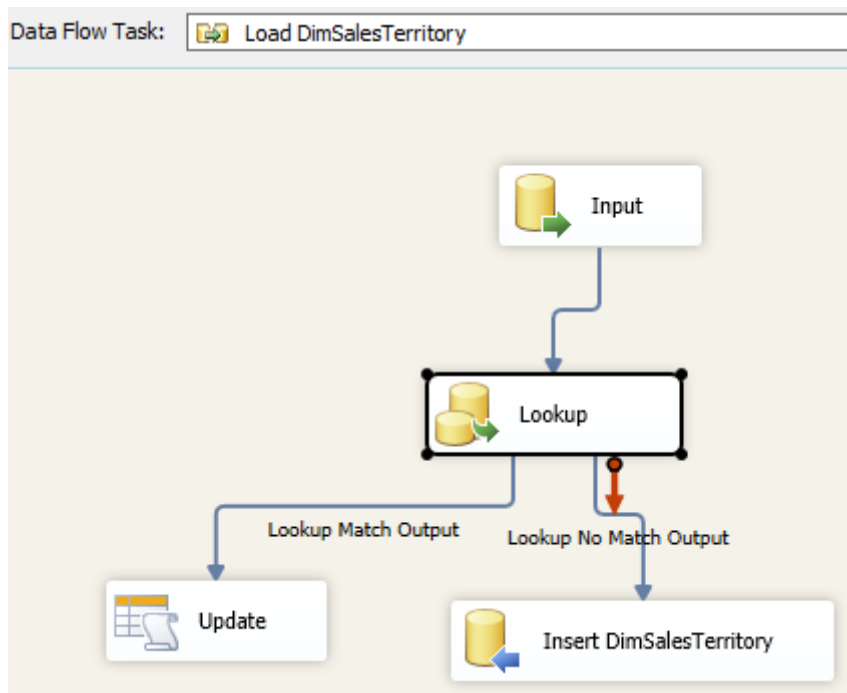 Data Flow Task: Load DimSalesTerritory
Input
Lookup
Lookup Match Output
Lookup No Match Output
Update
Insert DimSalesTerritory